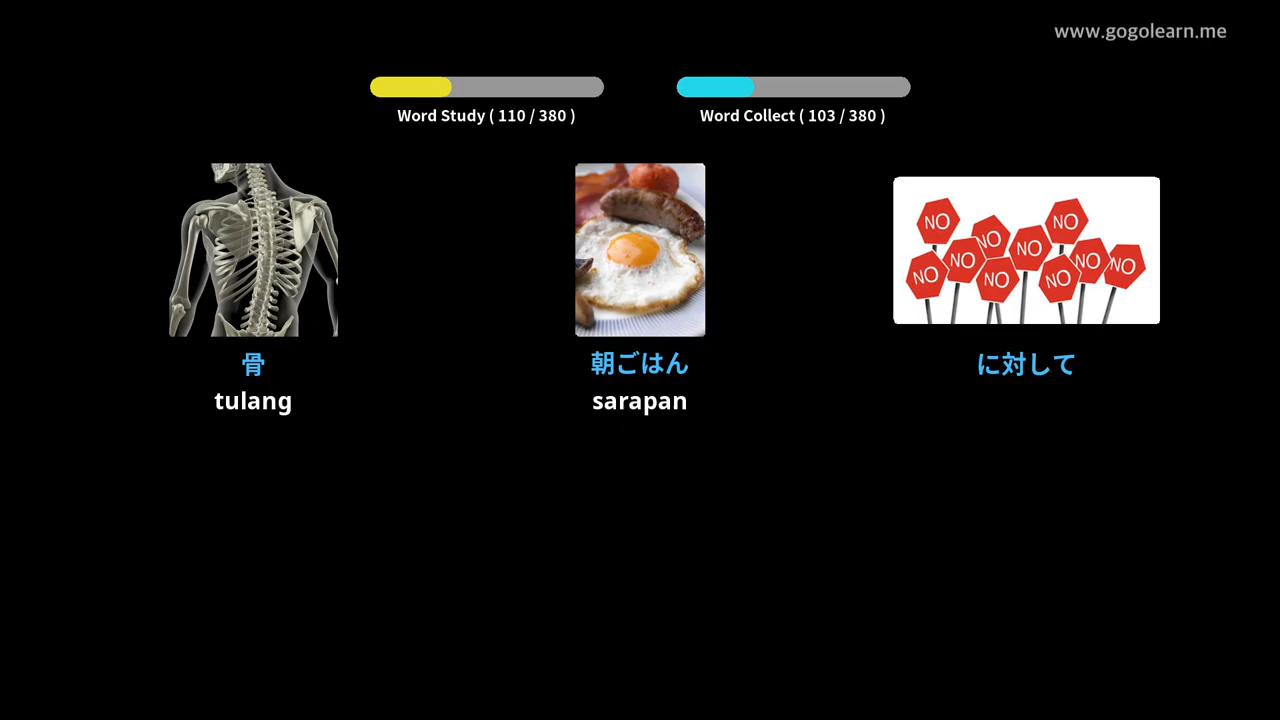 www.gogolearn.me
Word Study ( 110 / 380 )
Word Collect ( 103 / 380 )
NO
NO
NO
NO
NO
NO
NO
NO
NO
NO
骨
朝ごはん
に対して
tulang
sarapan